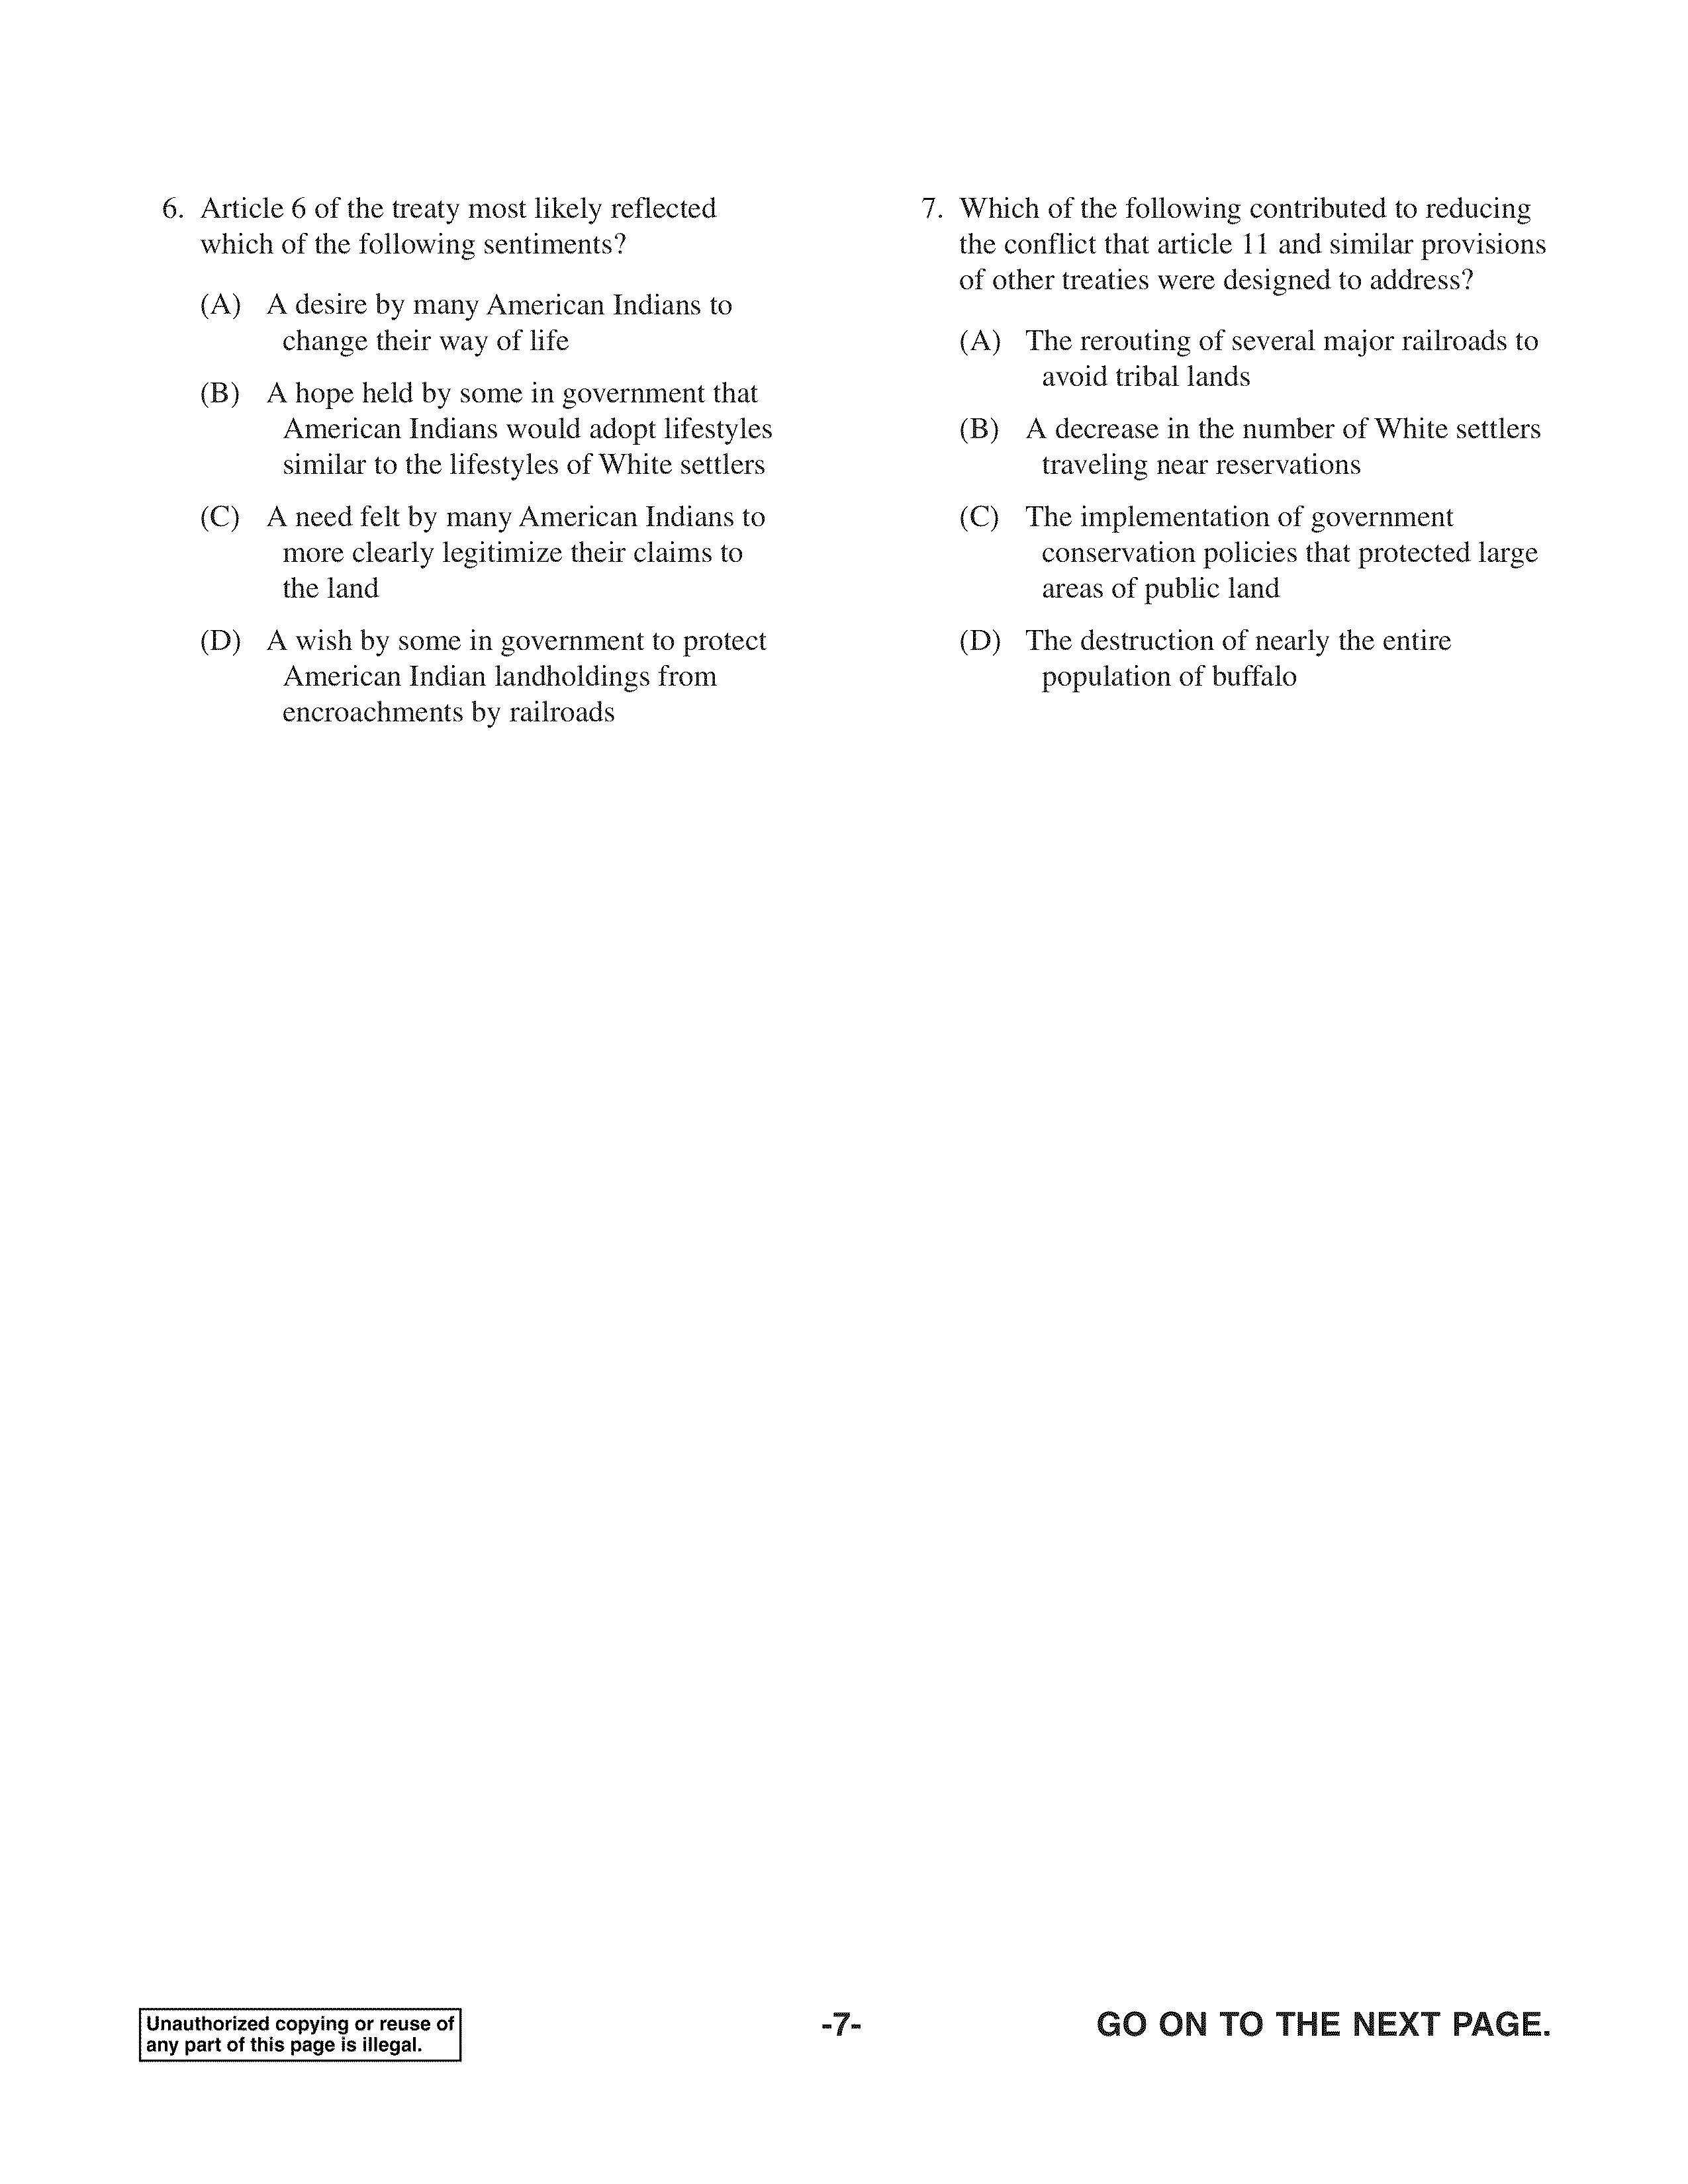 6. Article 6 of the treaty most likely reflected
which of the following sentiments?
(A) A desire by many American Indians to
change their way of life
(B) A hope held by some in government that
American Indians would adopt lifestyles
similar to the lifestyles of White settlers
(C) A need felt by many American Indians to
more clearly legitimize their claims to
the land
(D) A wish by some in government to protect
American Indian landholdings from
encroachments by railroads
7. Which of the following contributed to reducing
the conflict that article 11 and similar provisions
of other treaties were designed to address?
(A) The rerouting of several major railroads to
avoid tribal lands
(B) A decrease in the number of White settlers
traveling near reservations
(C) The implementation of government
conservation policies that protected large
areas of public land
(D) The destruction of nearly the entire
population of buffalo
Unauthorized copying or reuse of
any part of this page is illegal.
-7-
GO ON TO THE NEXT PAGE.